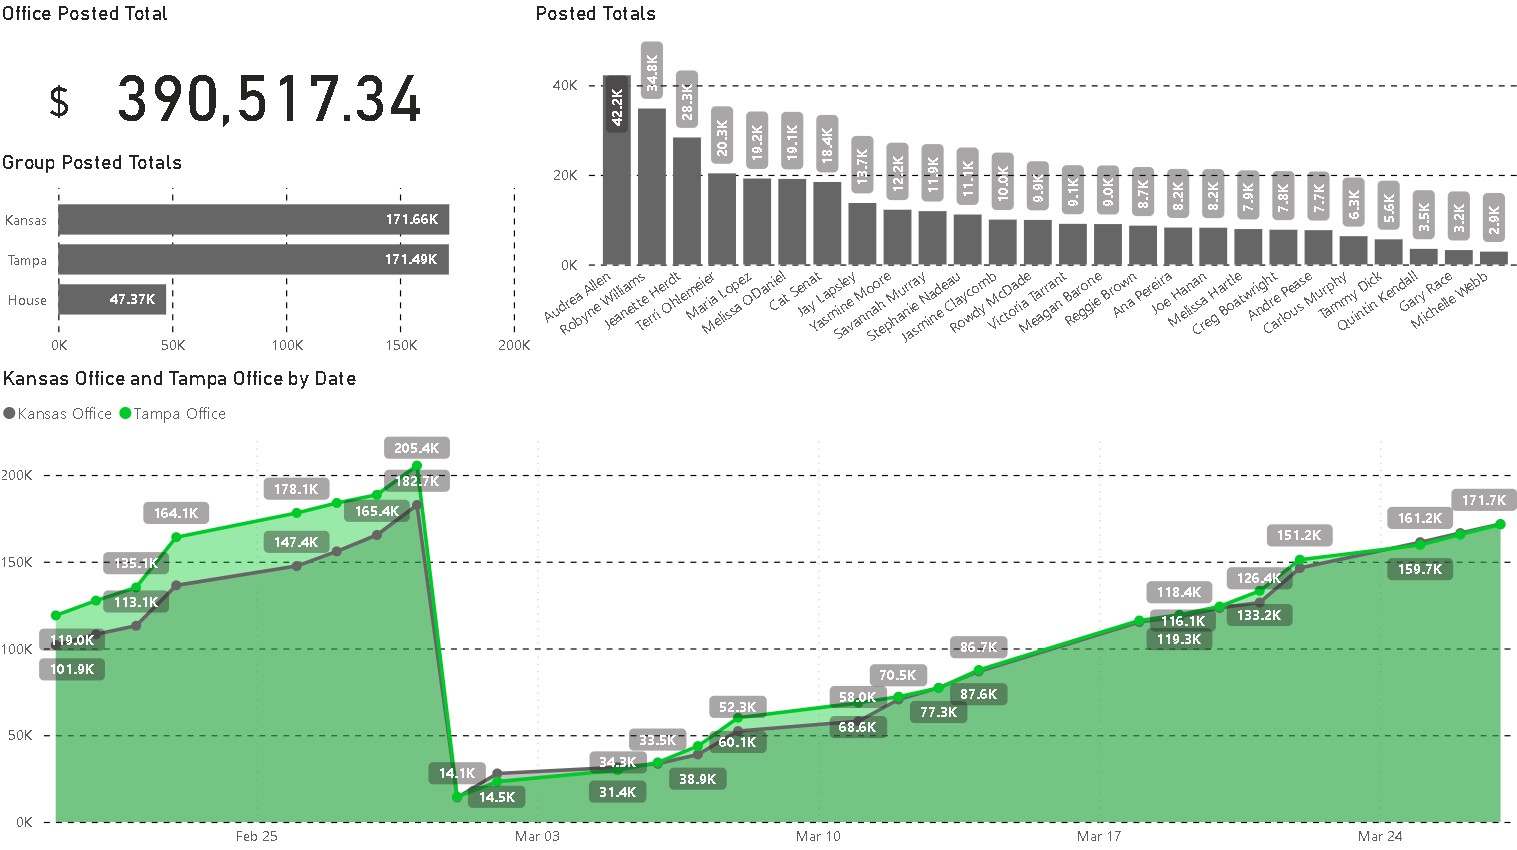 Office Posted Total
$ 390,517.34
Group Posted Totals
Kansas 171.66K
Tampa 171.49K
House 47.37K
0K 50K 100K 150K 200K
Posted Totals
40K
20K
0K
42.2K 34.8K 28.3K 20.3K 19.2K 19.1K 18.4K 13.7K 12.2K 11.9K 11.1K 10.0K 9.9K 9.1K 9.0K 8.7K 8.2K 8.2K 7.9K 7.8K 7.7K 6.3K 5.6K 3.5K 3.2K 2.9K
Audrea Allen
Robyne Williams
Jeanette Herdt
Terri Ohlemeier
Maria Lopez
Melissa ODaniel
Cat Senat
Jay Lapsley
Yasmine Moore
Savannah Murray
Stephanie Nadeau
Jasmine Claycomb
Rowdy McDade
Victoria Tarrant
Meagan Barone
Reggie Brown
Ana Pereira
Joe Hanan
Melissa Hartle
Creg Boatwright
Andre Pease
Carlous Murphy
Tammy Dick
Quintin Kendall
Gary Race
Michelle Webb
Kansas Office and Tampa Office by Date
Kansas Office Tampa Office
200K
150K
100K
50K
0K
119.0K
101.9K
135.1K
113.1K
164.1K
178.1K
147.4K
165.4K
205.4K
182.7K
14.1K
14.5K
34.3K
31.4K
33.5K
38.9K
52.3K
60.1K
58.0K
68.6K
70.5K
77.3K
86.7K
87.6K
118.4K
116.1K
119.3K
126.4K
133.2K
151.2K
161.2K
159.7K
171.7K
Feb 25 Mar 03 Mar 10 Mar 17 Mar 24